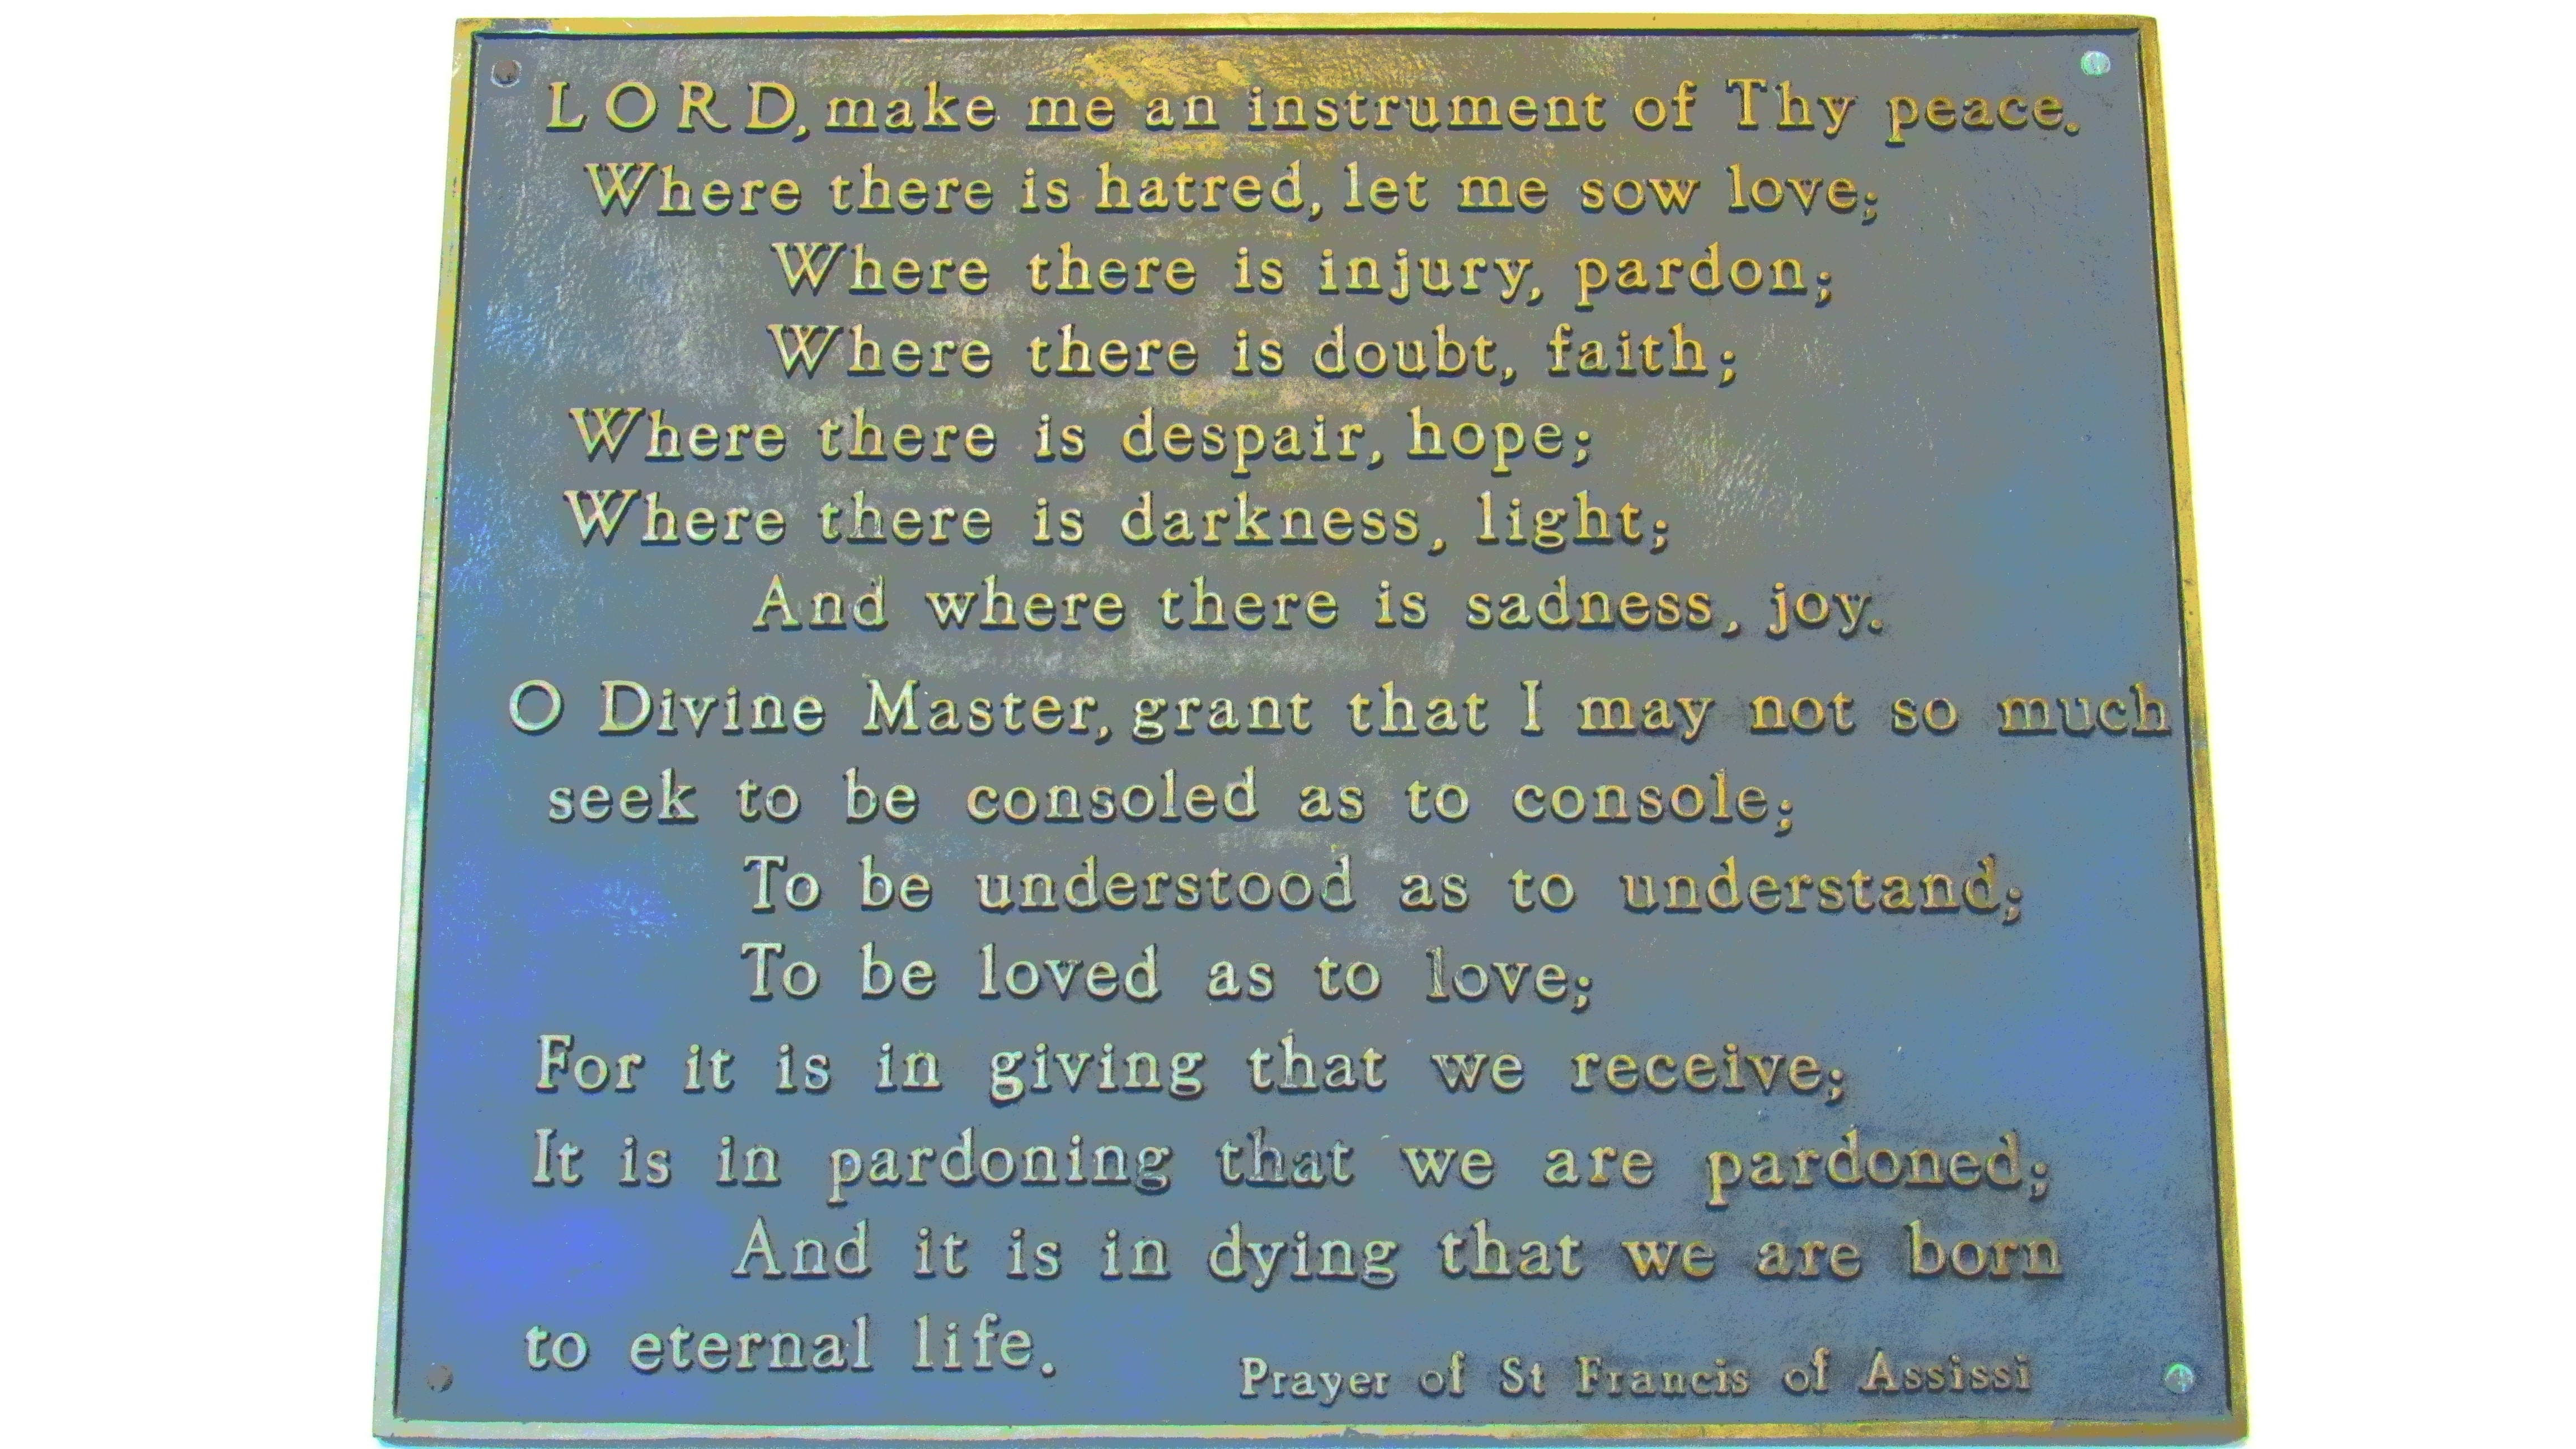 LORD, make me an instrument of Thy peace.
Where there is hatred, let me sow love;
Where there is injury, pardon;
Where there is doubt, faith;
Where there is despair, hope;
Where there is darkness, light;
And where there is sadness, joy.
O Divine Master, grant that I may not so much
seek to be consoled as to console;
To be understood as to understand;
To be loved as to love;
For it is in giving that we receive;
It is in pardoning that we are pardoned;
And it is in dying that we are born
to eternal life.
Prayer of St Francis of Assissi